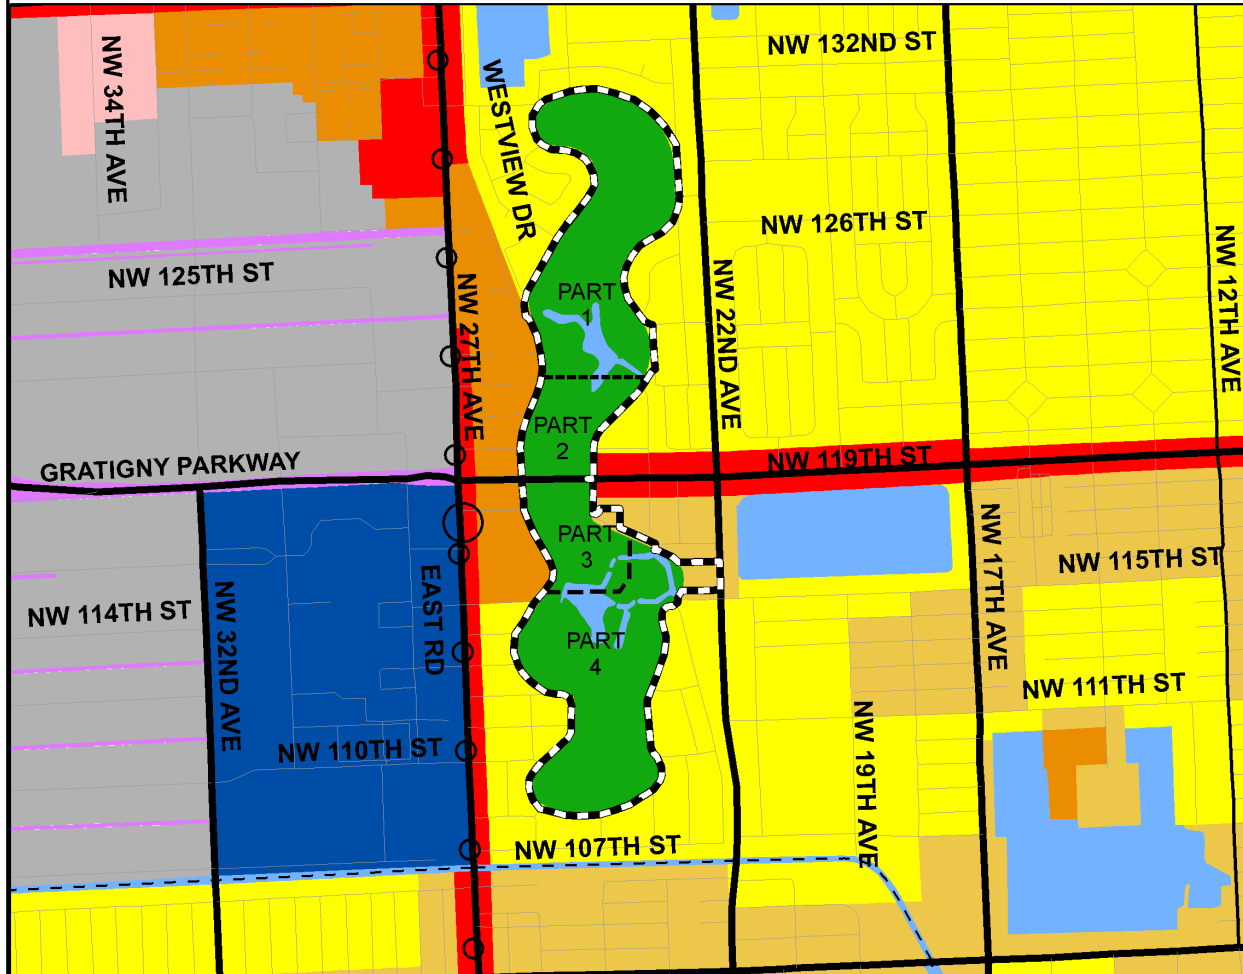 NW 132ND ST
NW 34TH AVE
WESTVIEW DR
NW 126TH ST
NW 125TH ST
NW 12TH AVE
NW 22ND AVE
NW 27TH AVE
PART
1
PART
2
GRATIGNY PARKWAY
NW 119TH ST
PART
3
NW 17TH AVE
NW 115TH ST
EAST RD
NW 114TH ST
NW 32ND AVE
PART
4
NW 111TH ST
NW 110TH ST
NW 19TH AVE
NW 107TH ST